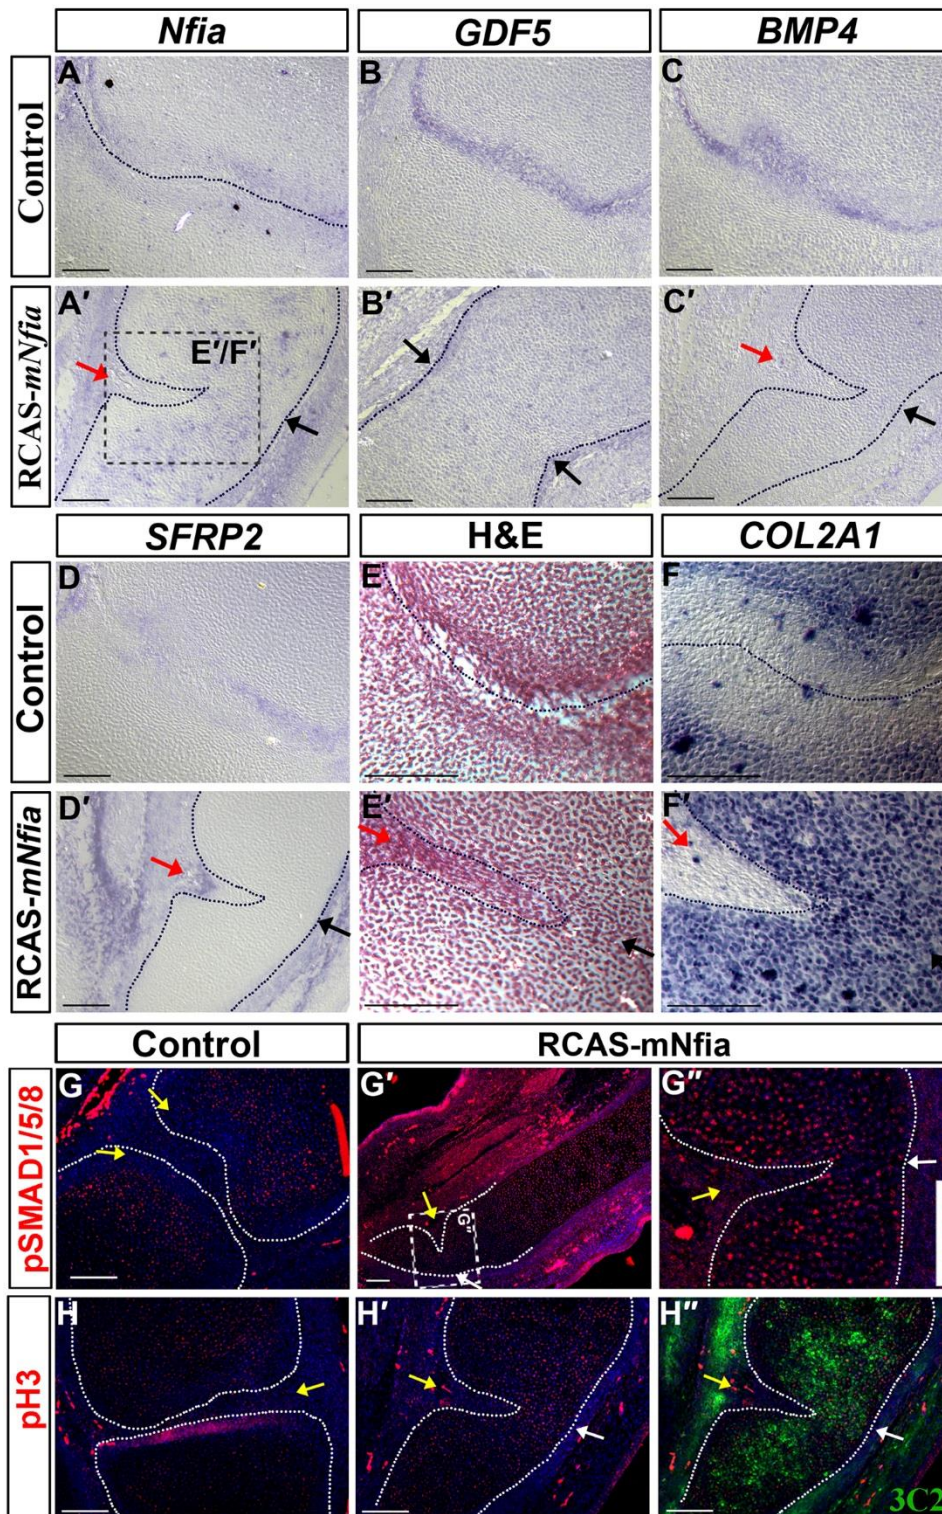 Nfia GDF5 BMP4
Control A B C
RCAS-mNfia A′ E′/F′ B′ C′
SFRP2 H&E COL2A1
Control D E F
RCAS-mNfia D′ E′ F′
Control RCAS-mNfia
pSMAD1/5/8 G G′ G″ G″
pH3 H H′ H″ 3C2